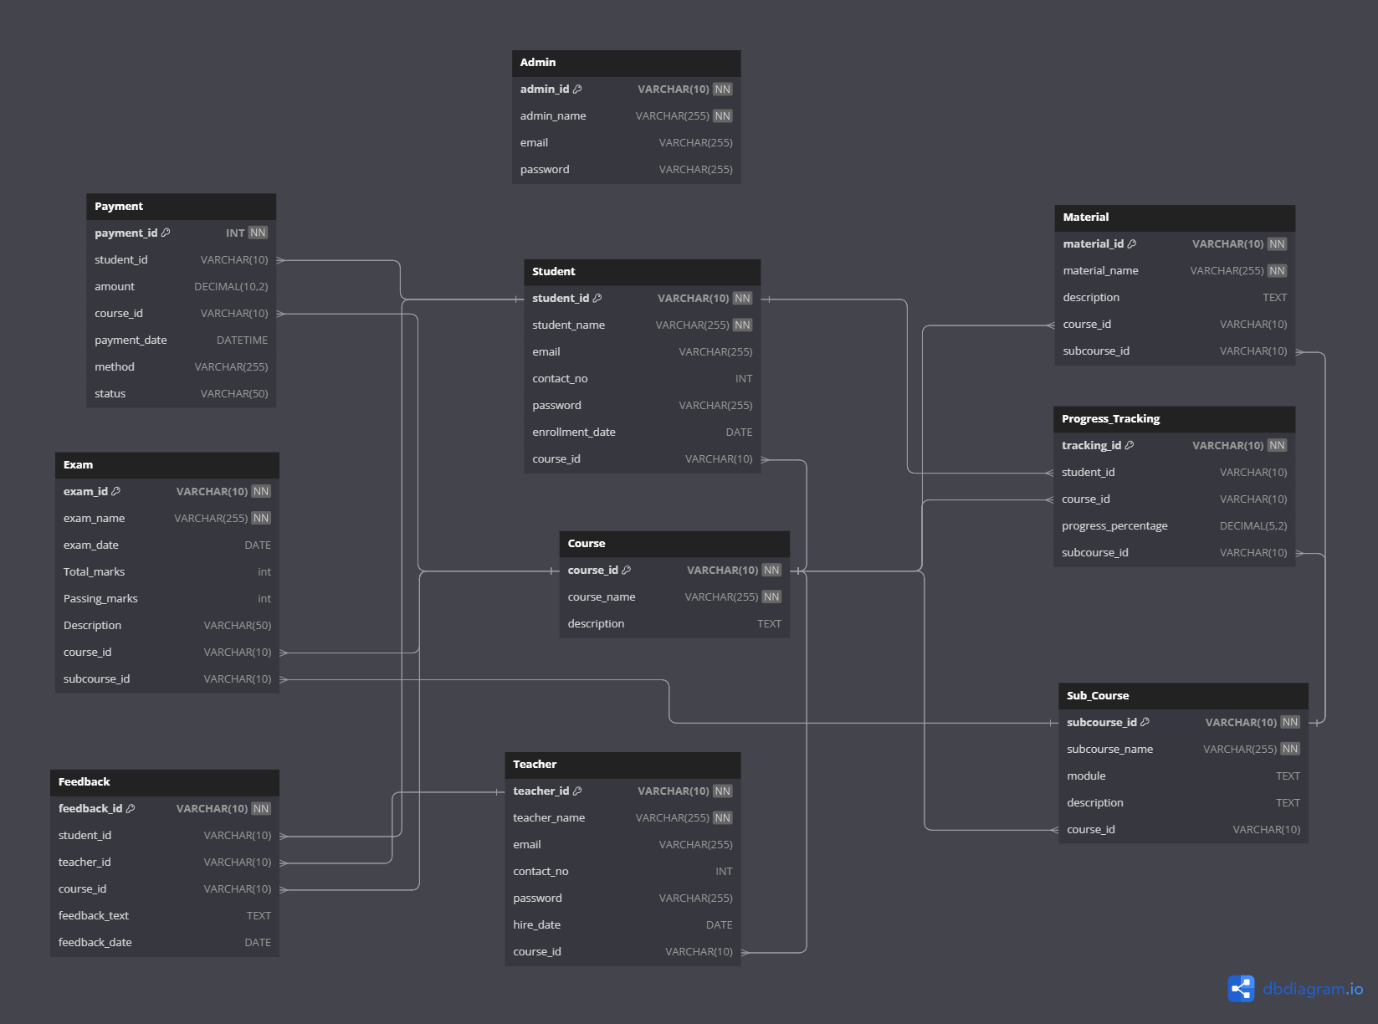 Admin
admin_id VARCHAR(10) NN
admin_name VARCHAR(255) NN
email VARCHAR(255)
password VARCHAR(255)
Payment
payment_id INT NN
student_id VARCHAR(10)
amount DECIMAL(10,2)
course_id VARCHAR(10)
payment_date DATETIME
method VARCHAR(255)
status VARCHAR(50)
Student
student_id VARCHAR(10) NN
student_name VARCHAR(255) NN
email VARCHAR(255)
contact_no INT
password VARCHAR(255)
enrollment_date DATE
course_id VARCHAR(10)
Material
material_id VARCHAR(10) NN
material_name VARCHAR(255) NN
description TEXT
course_id VARCHAR(10)
subcourse_id VARCHAR(10)
Progress_Tracking
tracking_id VARCHAR(10) NN
student_id VARCHAR(10)
course_id VARCHAR(10)
progress_percentage DECIMAL(5,2)
subcourse_id VARCHAR(10)
Exam
exam_id VARCHAR(10) NN
exam_name VARCHAR(255) NN
exam_date DATE
Total_marks int
Passing_marks int
Description VARCHAR(50)
course_id VARCHAR(10)
subcourse_id VARCHAR(10)
Course
course_id VARCHAR(10) NN
course_name VARCHAR(255) NN
description TEXT
Sub_Course
subcourse_id VARCHAR(10) NN
subcourse_name VARCHAR(255) NN
module TEXT
description TEXT
course_id VARCHAR(10)
Feedback
feedback_id VARCHAR(10) NN
student_id VARCHAR(10)
teacher_id VARCHAR(10)
course_id VARCHAR(10)
feedback_text TEXT
feedback_date DATE
Teacher
teacher_id VARCHAR(10) NN
teacher_name VARCHAR(255) NN
email VARCHAR(255)
contact_no INT
password VARCHAR(255)
hire_date DATE
course_id VARCHAR(10)
dbdiagram.io